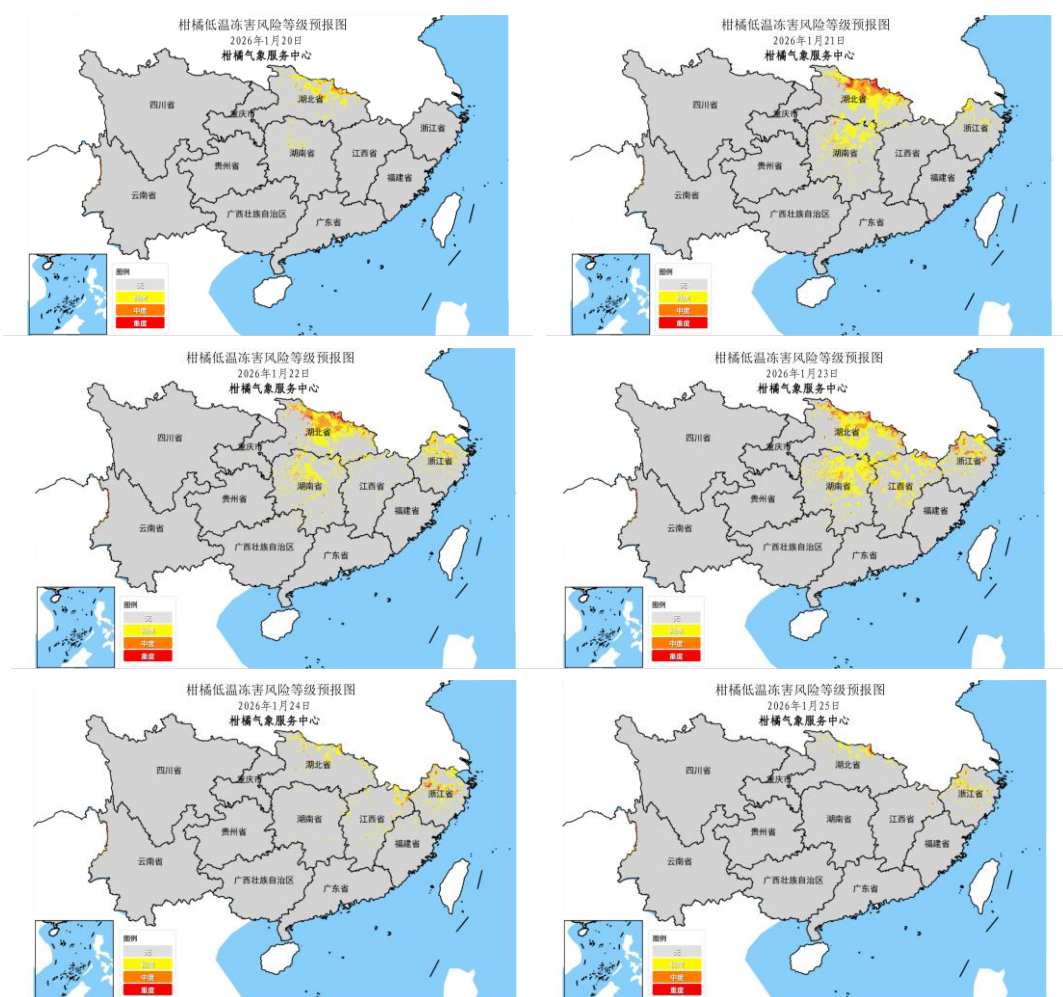 柑橘低温冻害风险等级预报图
2026年1月20日
柑橘气象服务中心
四川省
重庆市
湖北省
浙江省
贵州省
湖南省
江西省
福建省
云南省
广西壮族自治区
广东省
图例
无
轻度
中度
重度
柑橘低温冻害风险等级预报图
2026年1月21日
柑橘气象服务中心
四川省
重庆市
湖北省
浙江省
贵州省
湖南省
江西省
福建省
云南省
广西壮族自治区
广东省
图例
无
轻度
中度
重度
柑橘低温冻害风险等级预报图
2026年1月22日
柑橘气象服务中心
四川省
重庆市
湖北省
浙江省
贵州省
湖南省
江西省
福建省
云南省
广西壮族自治区
广东省
图例
无
轻度
中度
重度
柑橘低温冻害风险等级预报图
2026年1月23日
柑橘气象服务中心
四川省
重庆市
湖北省
浙江省
贵州省
湖南省
江西省
福建省
云南省
广西壮族自治区
广东省
图例
无
轻度
中度
重度
柑橘低温冻害风险等级预报图
2026年1月24日
柑橘气象服务中心
四川省
重庆市
湖北省
浙江省
贵州省
湖南省
江西省
福建省
云南省
广西壮族自治区
广东省
图例
无
轻度
中度
重度
柑橘低温冻害风险等级预报图
2026年1月25日
柑橘气象服务中心
四川省
重庆市
湖北省
浙江省
贵州省
湖南省
江西省
福建省
云南省
广西壮族自治区
广东省
图例
无
轻度
中度
重度